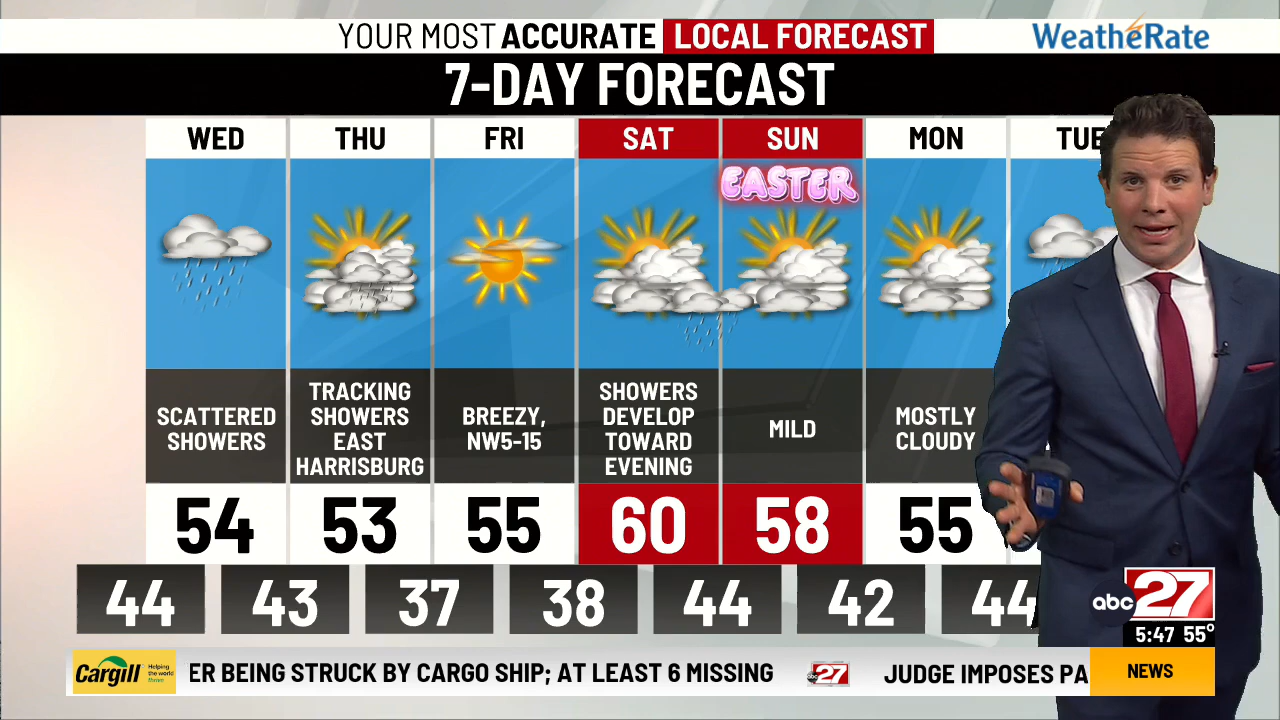 YOUR MOST ACCURATE LOCAL FORECAST
WeatheRate
7-DAY FORECAST
WED THU FRI SAT SUN MON TUE
EASTER
SCATTERED
SHOWERS
TRACKING
SHOWERS
EAST
HARRISBURG
BREEZY,
NW5-15
SHOWERS
DEVELOP
TOWARD
EVENING
MILD
MOSTLY
CLOUDY
54 53 55 60 58 55
44 43 37 38 44 42 44
abc 27
5:47 55°
Cargill Helping the world thrive
ER BEING STRUCK BY CARGO SHIP; AT LEAST 6 MISSING abc 27 JUDGE IMPOSES PA
NEWS